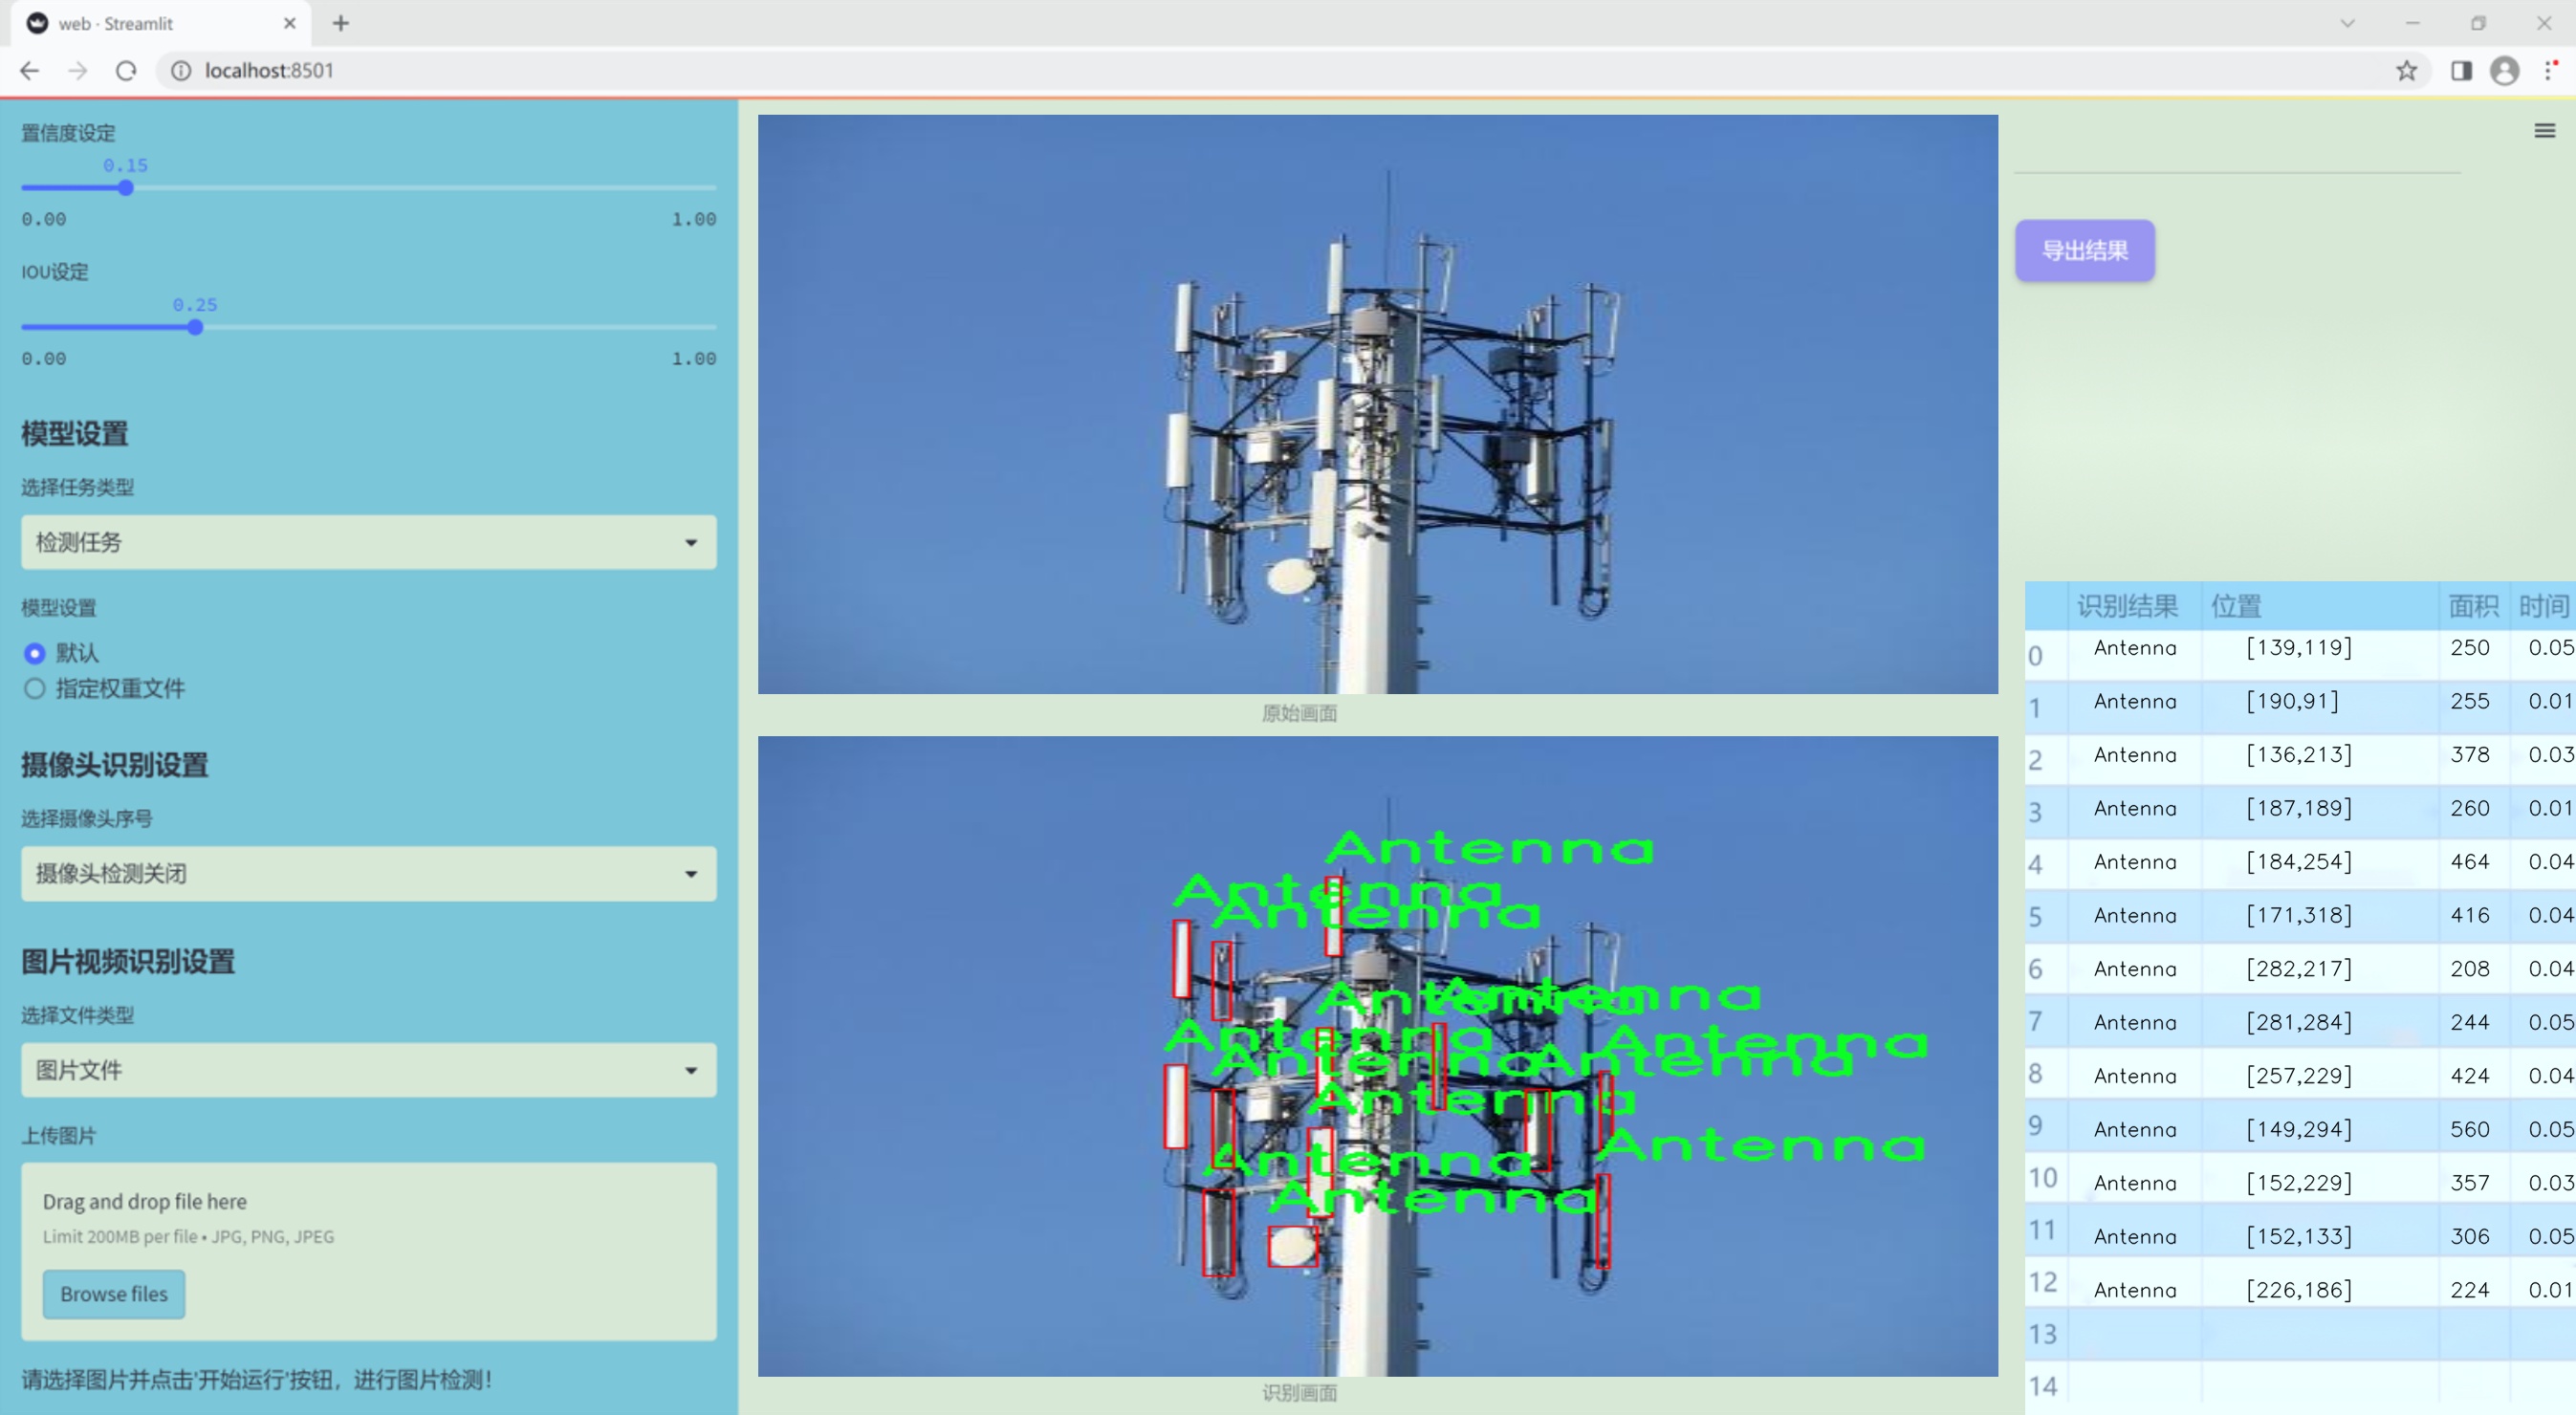 web · Streamlit
localhost:8501
置信度设定
0.15
0.00 1.00
IOU设定
0.25
0.00 1.00
模型设置
选择任务类型
检测任务
模型设置
默认
指定权重文件
摄像头识别设置
选择摄像头序号
摄像头检测关闭
图片视频识别设置
选择文件类型
图片文件
上传图片
Drag and drop file here
Limit 200MB per file • JPG, PNG, JPEG
Browse files
请选择图片并点击'开始运行'按钮，进行图片检测！
原始画面
Antenna
Antenna
Antenna
Antenna
Antenna
Antenna
Antenna
Antenna
Antenna
Antenna
Antenna
Antenna
Antenna
识别画面
导出结果
识别结果 位置 面积 时间
0 Antenna [139,119] 250 0.05
1 Antenna [190,91] 255 0.01
2 Antenna [136,213] 378 0.03
3 Antenna [187,189] 260 0.01
4 Antenna [184,254] 464 0.04
5 Antenna [171,318] 416 0.04
6 Antenna [282,217] 208 0.04
7 Antenna [281,284] 244 0.05
8 Antenna [257,229] 424 0.04
9 Antenna [149,294] 560 0.05
10 Antenna [152,229] 357 0.03
11 Antenna [152,133] 306 0.05
12 Antenna [226,186] 224 0.01
13
14